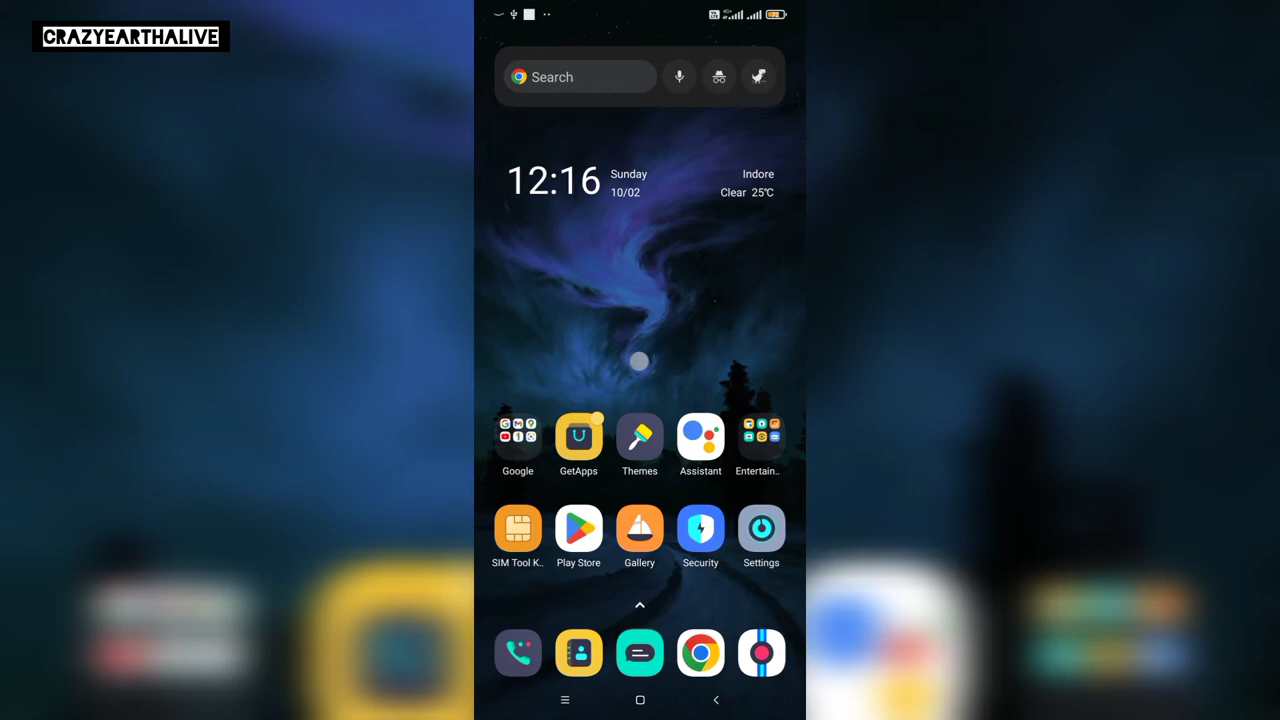 CRAZYEARTHALIVE
Search
12:16
Sunday
10/02
Indore
Clear 25°C
Google
GetApps
Themes
Assistant
Entertain..
SIM Tool K..
Play Store
Gallery
Security
Settings